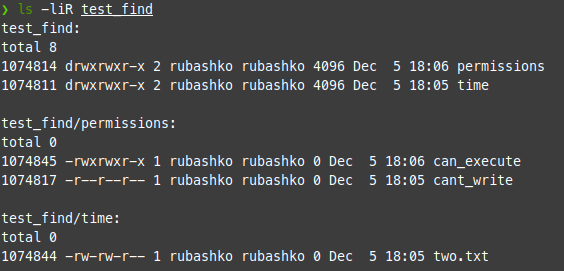 ❯ ls -liR test_find
test_find:
total 8
1074814 drwxrwxr-x 2 rubashko rubashko 4096 Dec  5 18:06 permissions
1074811 drwxrwxr-x 2 rubashko rubashko 4096 Dec  5 18:05 time

test_find/permissions:
total 0
1074845 -rwxrwxr-x 1 rubashko rubashko 0 Dec  5 18:06 can_execute
1074817 -r--r--r-- 1 rubashko rubashko 0 Dec  5 18:05 cant_write

test_find/time:
total 0
1074844 -rw-rw-r-- 1 rubashko rubashko 0 Dec  5 18:05 two.txt